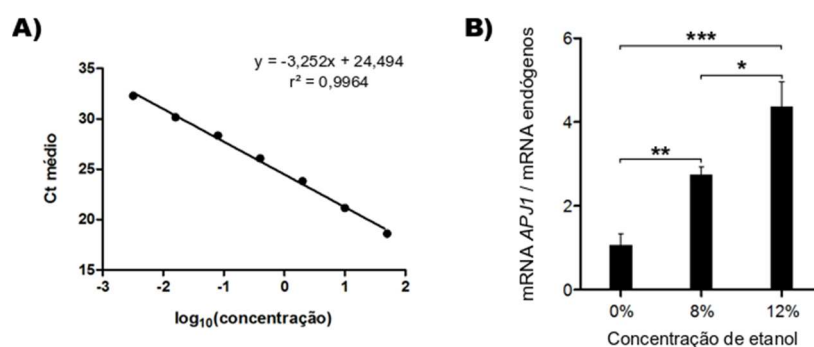 A)
y = -3,252x + 24,494
r² = 0,9964
35
30
25
20
15
Ct médio
-3
-2
-1
0
1
2
log10(concentração)
B)
6
4
2
0
mRNA APJ1 / mRNA endógenos
***
*
**
0%
8%
12%
Concentração de etanol